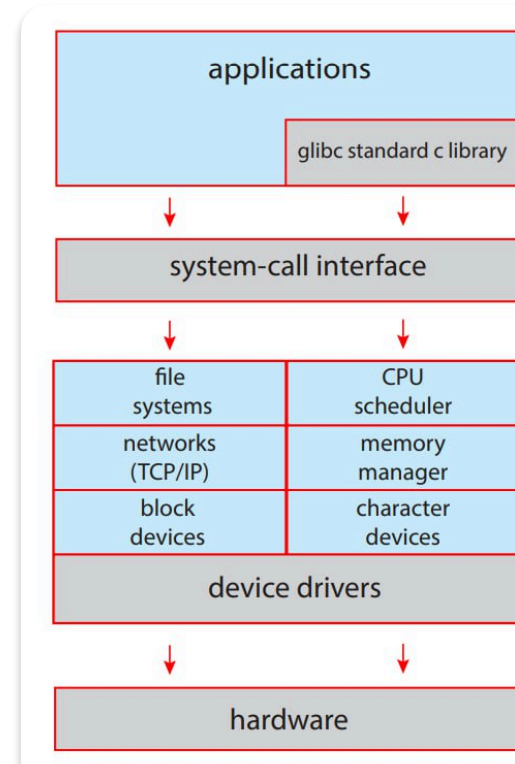 applications
glibc standard c library
system-call interface
file
systems
CPU
scheduler
networks
(TCP/IP)
memory
manager
block
devices
character
devices
device drivers
hardware